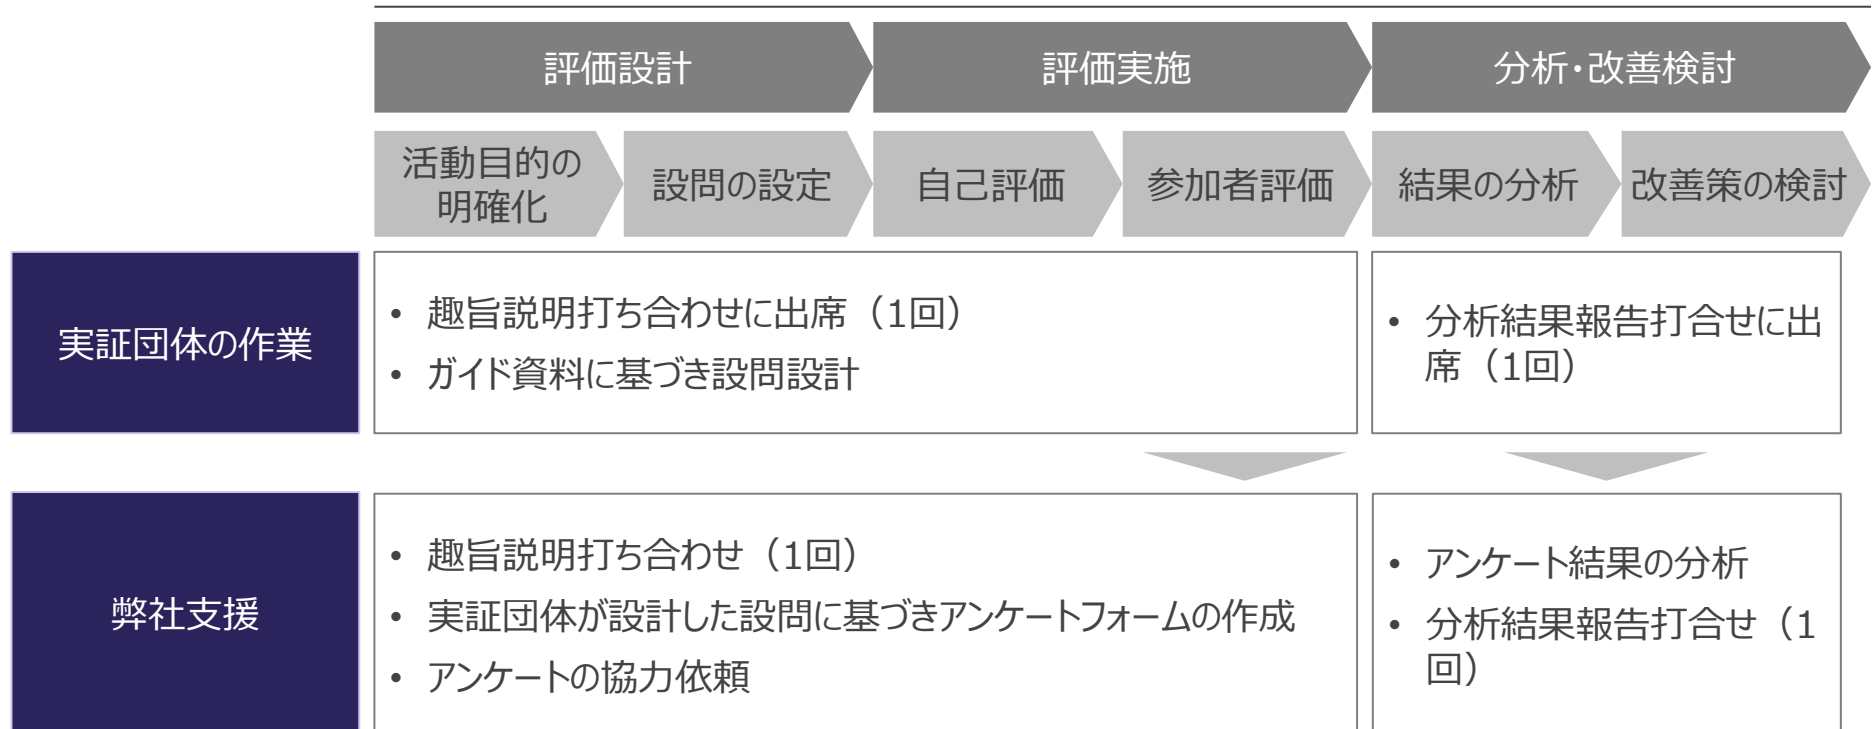 評価設計
評価実施
分析・改善検討
活動目的の
明確化
設問の設定
自己評価
参加者評価
結果の分析
改善策の検討
実証団体の作業
• 趣旨説明打ち合わせに出席（1回）
• ガイド資料に基づき設問設計
• 分析結果報告打合せに出
席（1回）
弊社支援
• 趣旨説明打ち合わせ（1回）
• 実証団体が設計した設問に基づきアンケートフォームの作成
• アンケートの協力依頼
• アンケート結果の分析
• 分析結果報告打合せ（1
回）